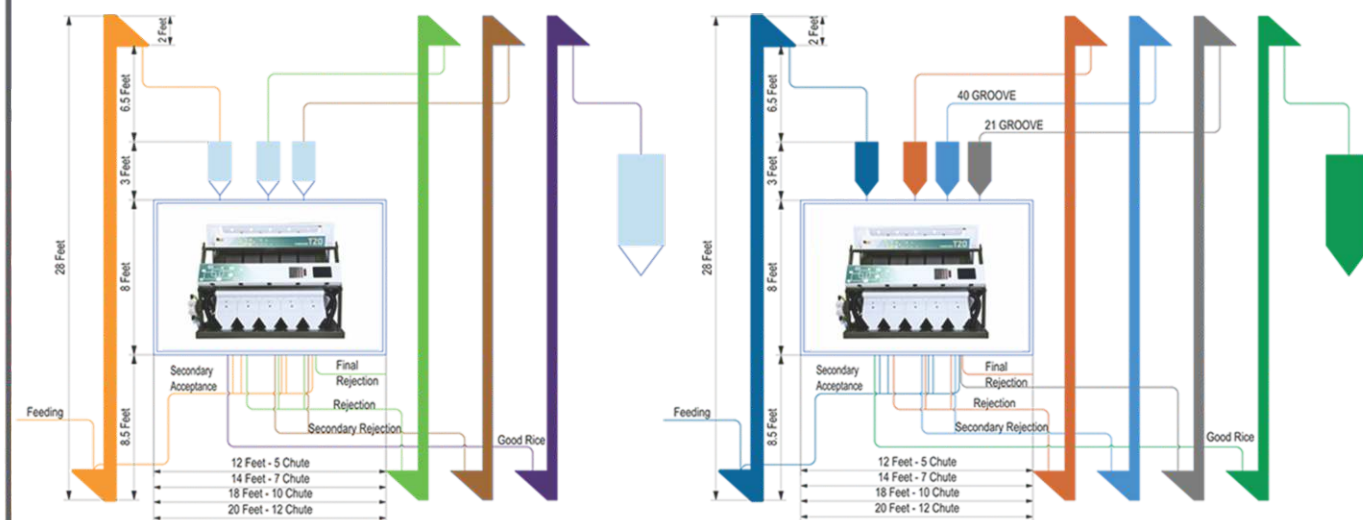 2 Feet
6.5 Feet
3 Feet
28 Feet
8 Feet
T20
Secondary
Acceptance
Final
Rejection
Feeding
Rejection
8.5 Feet
Secondary Rejection
Good Rice
12 Feet - 5 Chute
14 Feet - 7 Chute
18 Feet - 10 Chute
20 Feet - 12 Chute
2 Feet
6.5 Feet
40 GROOVE
21 GROOVE
3 Feet
28 Feet
8 Feet
T20
Secondary
Acceptance
Final
Rejection
Feeding
Rejection
8.5 Feet
Secondary Rejection
Good Rice
12 Feet - 5 Chute
14 Feet - 7 Chute
18 Feet - 10 Chute
20 Feet - 12 Chute